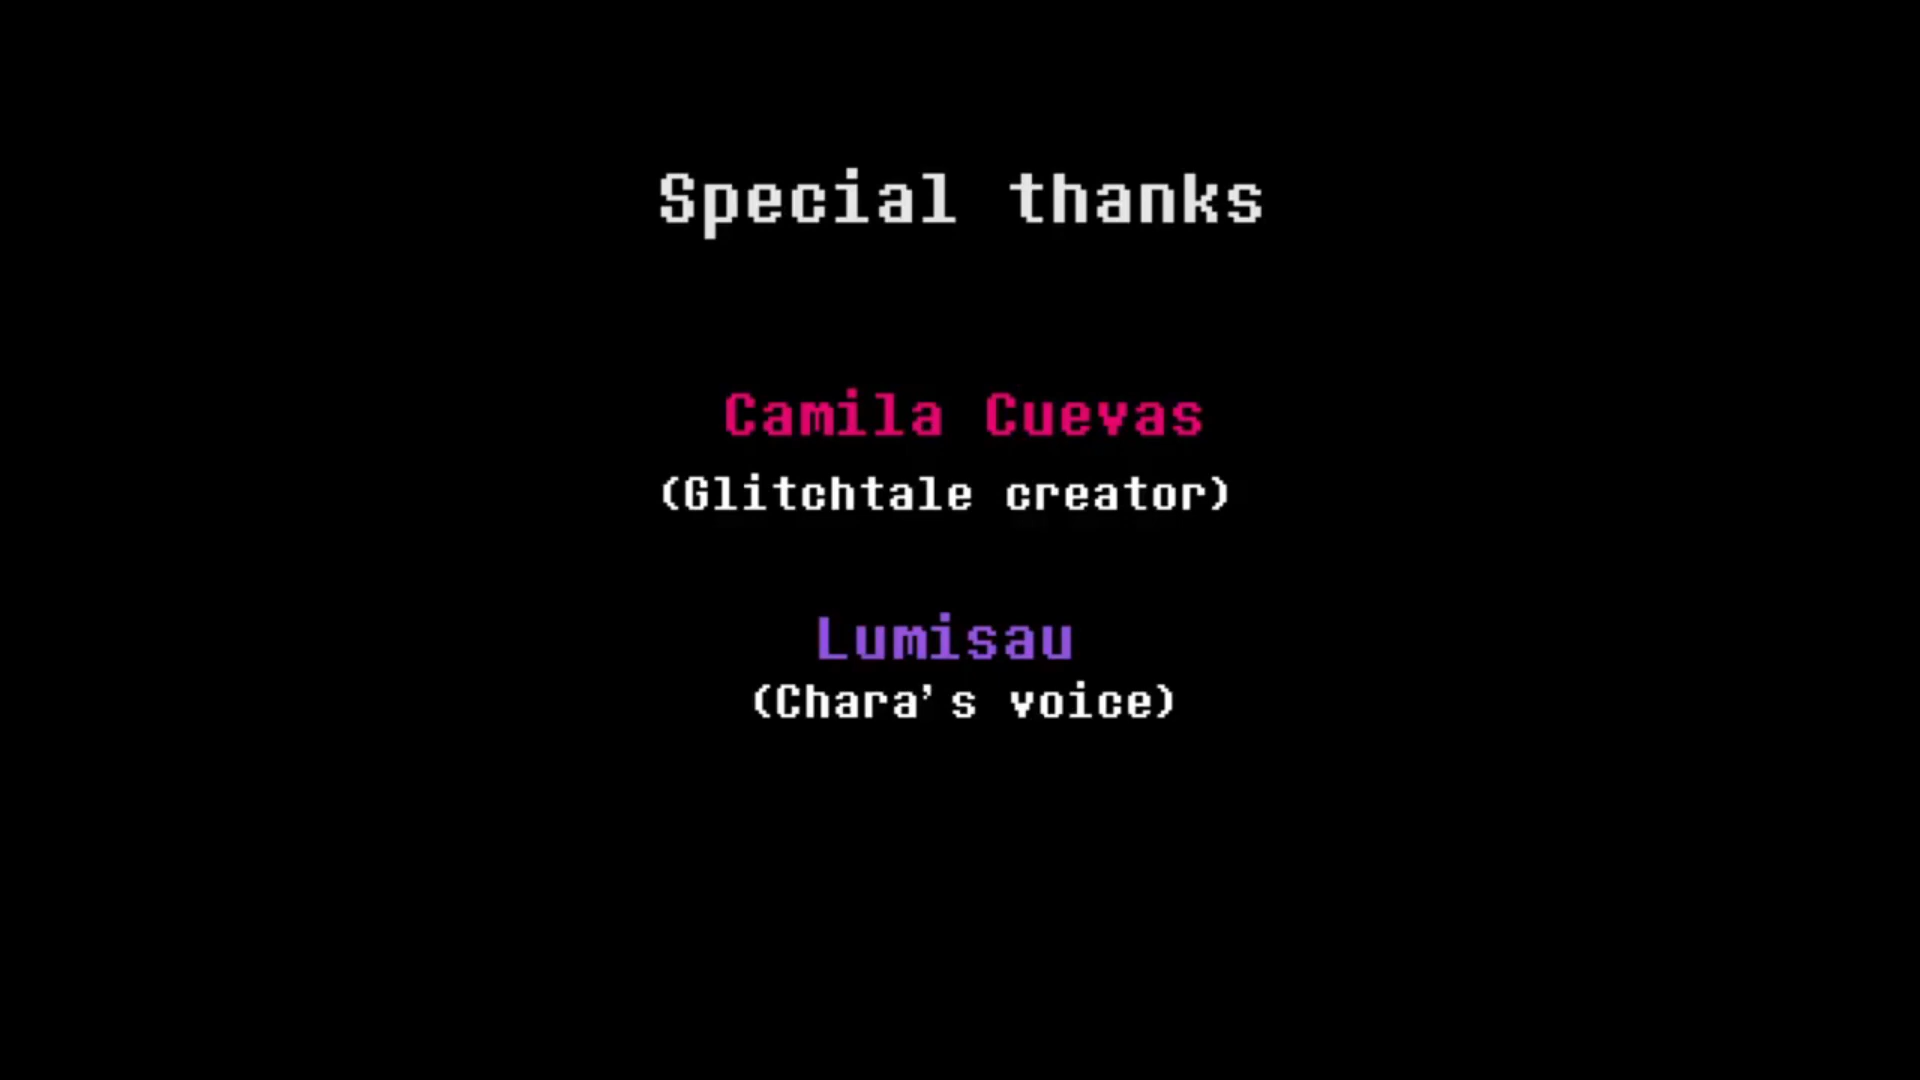 Special thanks
Camila Cuevas
(Glitchtale creator)
Lumisau
(Chara's voice)